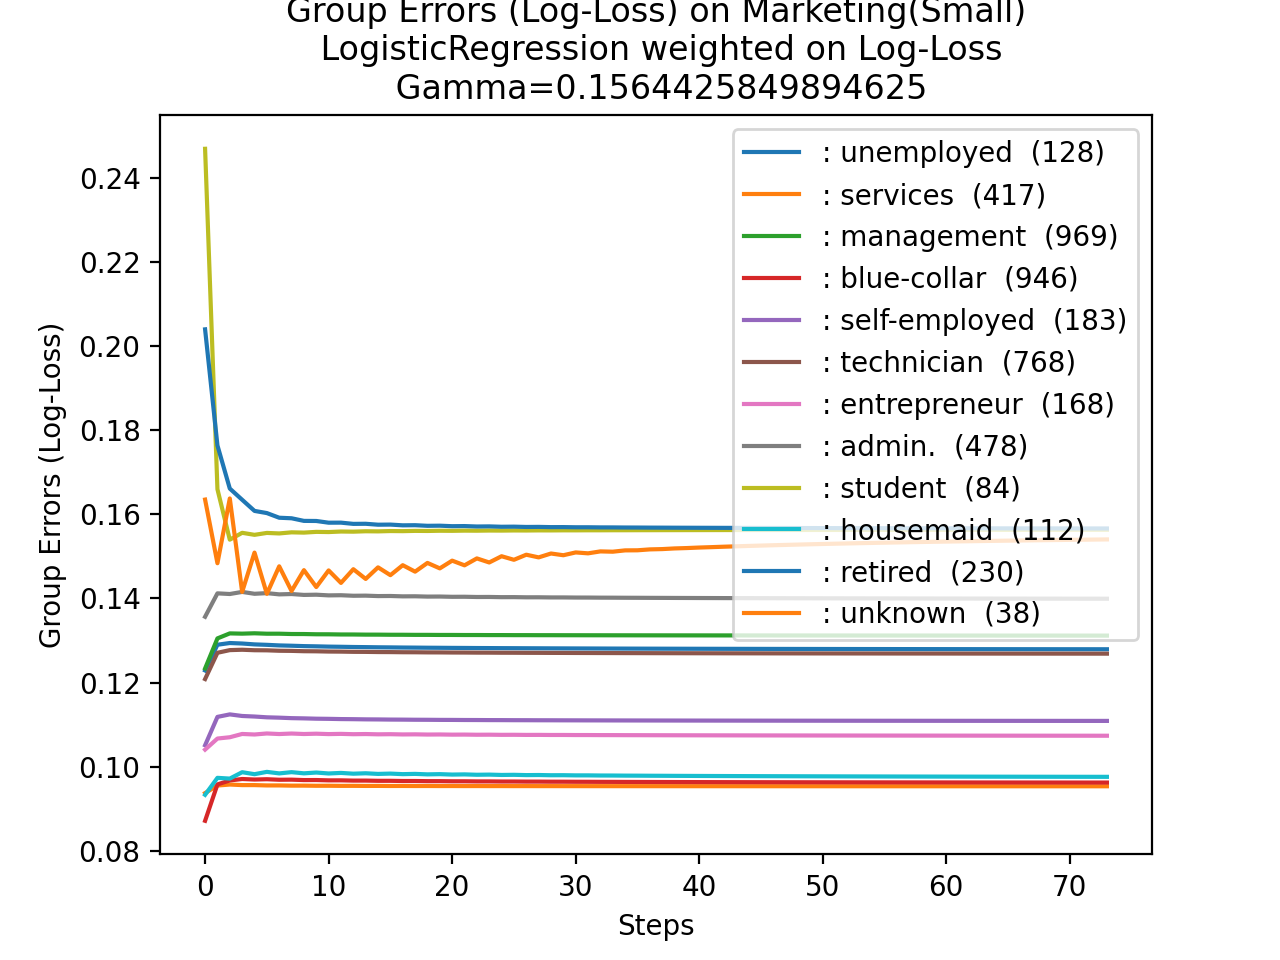 Group Errors (Log-Loss) on Marketing(Small)
LogisticRegression weighted on Log-Loss
Gamma=0.1564425849894625
Group Errors (Log-Loss)
0.24
0.22
0.20
0.18
0.16
0.14
0.12
0.10
0.08
: unemployed (128)
: services (417)
: management (969)
: blue-collar (946)
: self-employed (183)
: technician (768)
: entrepreneur (168)
: admin. (478)
: student (84)
: housemaid (112)
: retired (230)
: unknown (38)
0 10 20 30 40 50 60 70
Steps